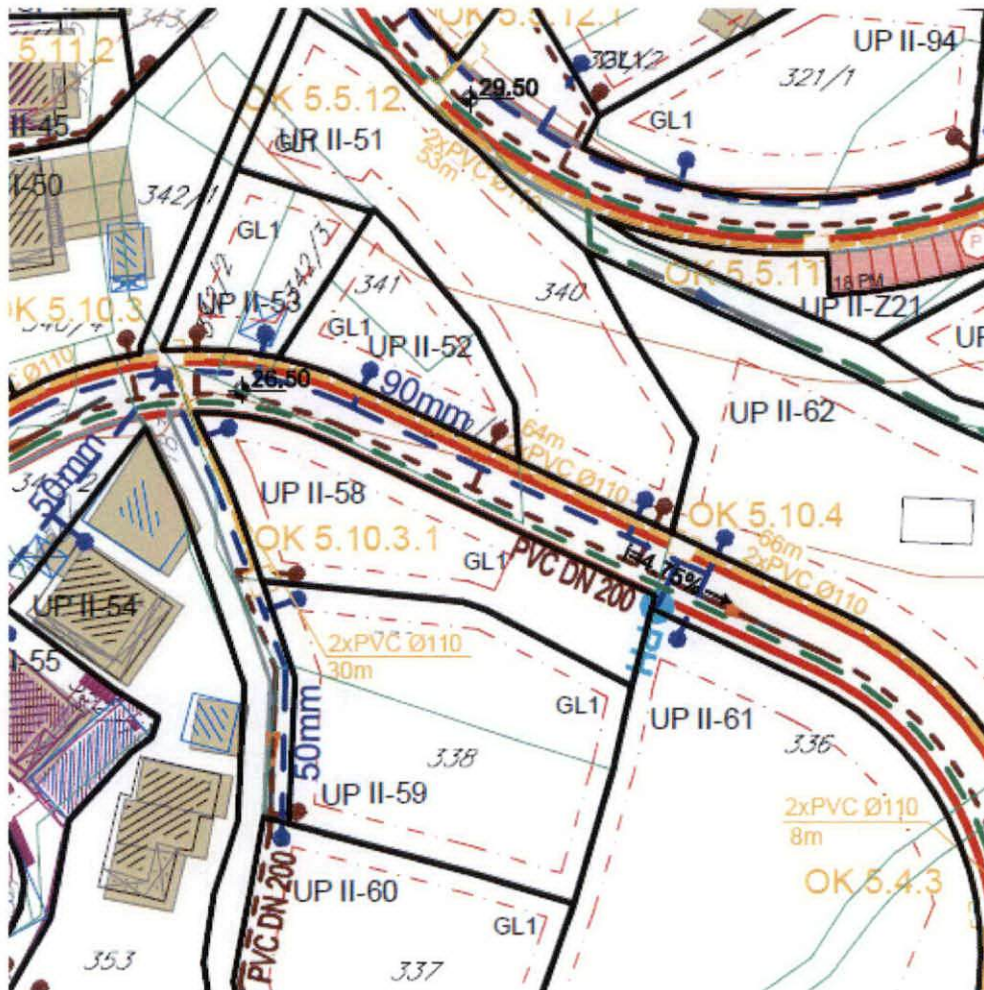 343/
OK 5.5.12.1
5.11.2
UP II-94
321/1
29.50
OK 5.5.12
II-45
GL1
UP II-51
2xPVC Ø110
53m
I-50
342/1
GL1
342/3
341
340
OK 5.5.11
18 PM
P
UP II-Z21
UP II-53
OK 5.10.3
GL1
UP II-52
Ø110
26.50
90mm
UP II-62
64m
2xPVC Ø110
50mm
UP II-58
OK 5.10.4
66m
2xPVC Ø110
OK 5.10.3.1
GL1
PVC DN 200
I=4.75%
UP II-54
PH
2xPVC Ø110
30m
I-55
GL1
UP II-61
336
50mm
338
UP II-59
2xPVC Ø110
8m
OK 5.4.3
PVC DN 200
UP II-60
GL1
353
337